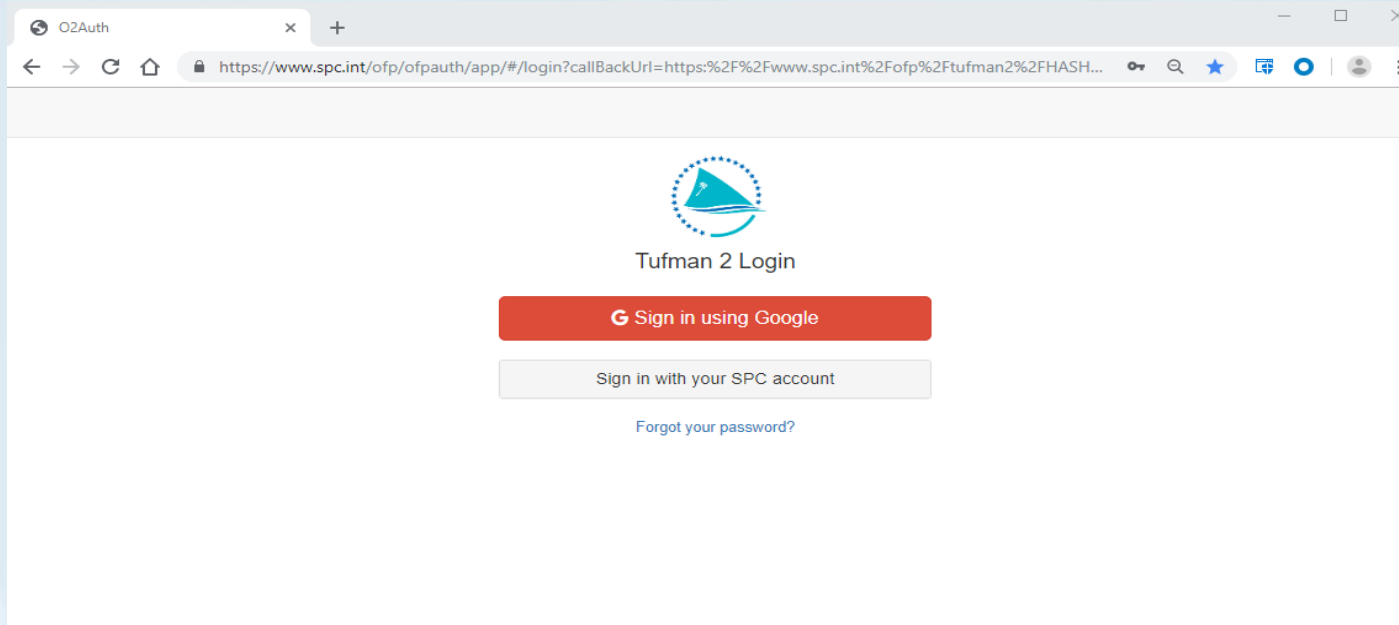 O2Auth
https://www.spc.int/ofp/ofpauth/app/#/login?callBackUrl=https:%2F%2Fwww.spc.int%2Fofp%2Ftufman2%2FHASH...
Tufman 2 Login
G Sign in using Google
Sign in with your SPC account
Forgot your password?